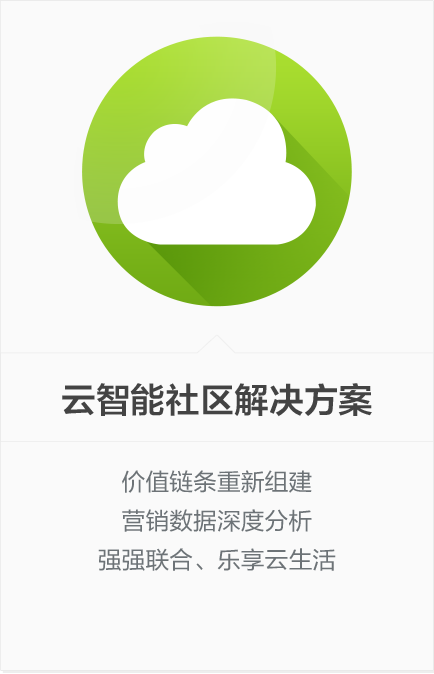 云智能社区解决方案
价值链条重新组建
营销数据深度分析
强强联合、乐享云生活